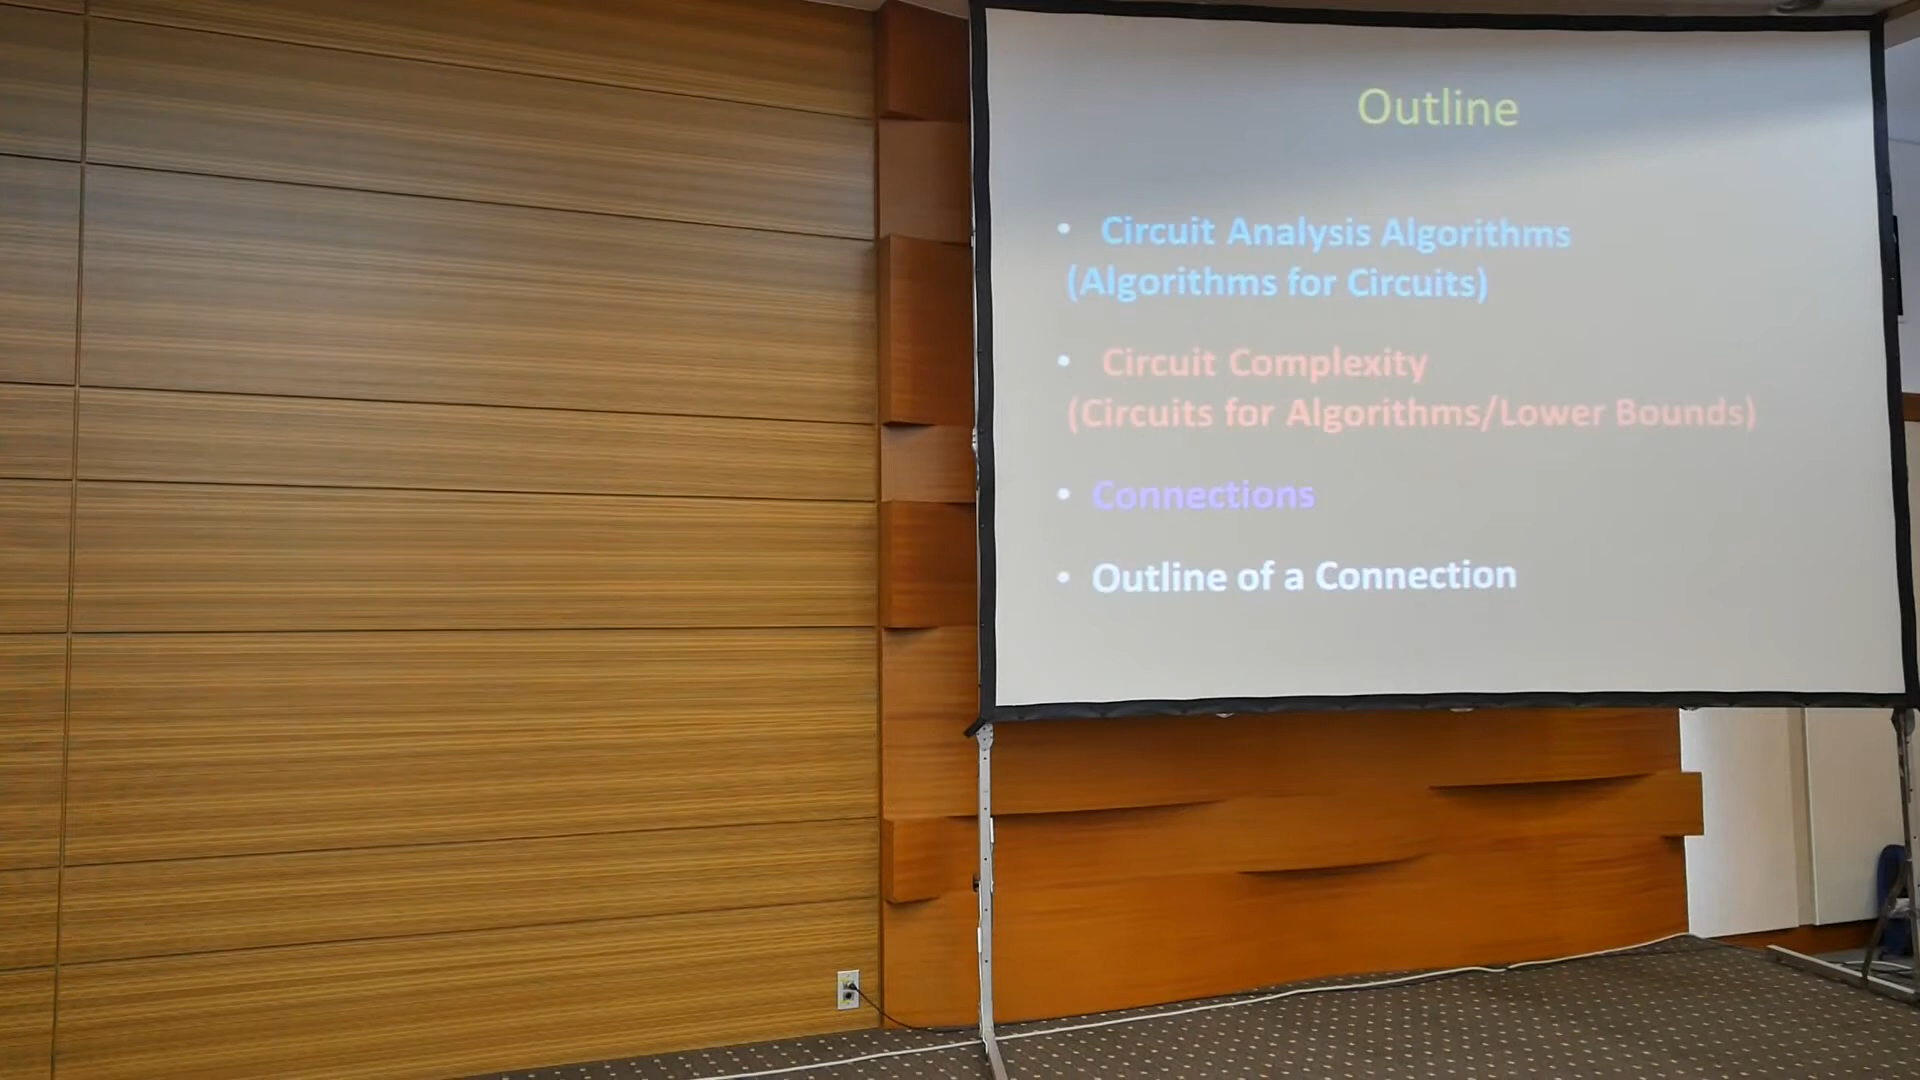 Outline
• Circuit Analysis Algorithms
(Algorithms for Circuits)
• Circuit Complexity
(Circuits for Algorithms/Lower Bounds)
• Connections
• Outline of a Connection